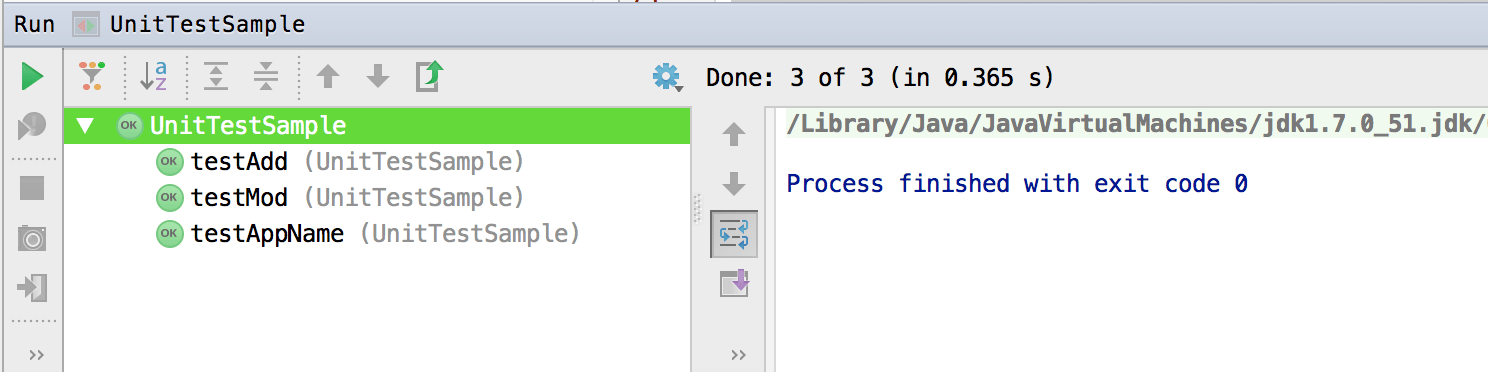 Run UnitTestSample
a
z
Done: 3 of 3 (in 0.365 s)
OK UnitTestSample
OK testAdd (UnitTestSample)
OK testMod (UnitTestSample)
OK testAppName (UnitTestSample)
/Library/Java/JavaVirtualMachines/jdk1.7.0_51.jdk/
Process finished with exit code 0